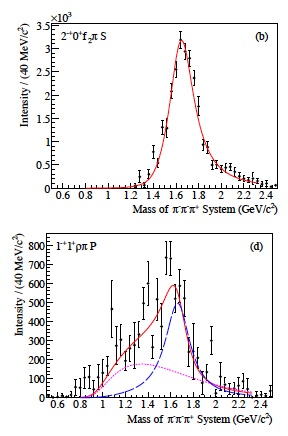 ×10³
2⁻⁺0⁺f₂π S
(b)
Intensity / (40 MeV/c²)
3.5
3
2.5
2
1.5
1
0.5
0
0.6 0.8 1 1.2 1.4 1.6 1.8 2 2.2 2.4
Mass of π⁻π⁻π⁺ System (GeV/c²)
1⁻⁺1⁺ρπ P
(d)
Intensity / (40 MeV/c²)
800
700
600
500
400
300
200
100
0
0.6 0.8 1 1.2 1.4 1.6 1.8 2 2.2 2.4
Mass of π⁻π⁻π⁺ System (GeV/c²)